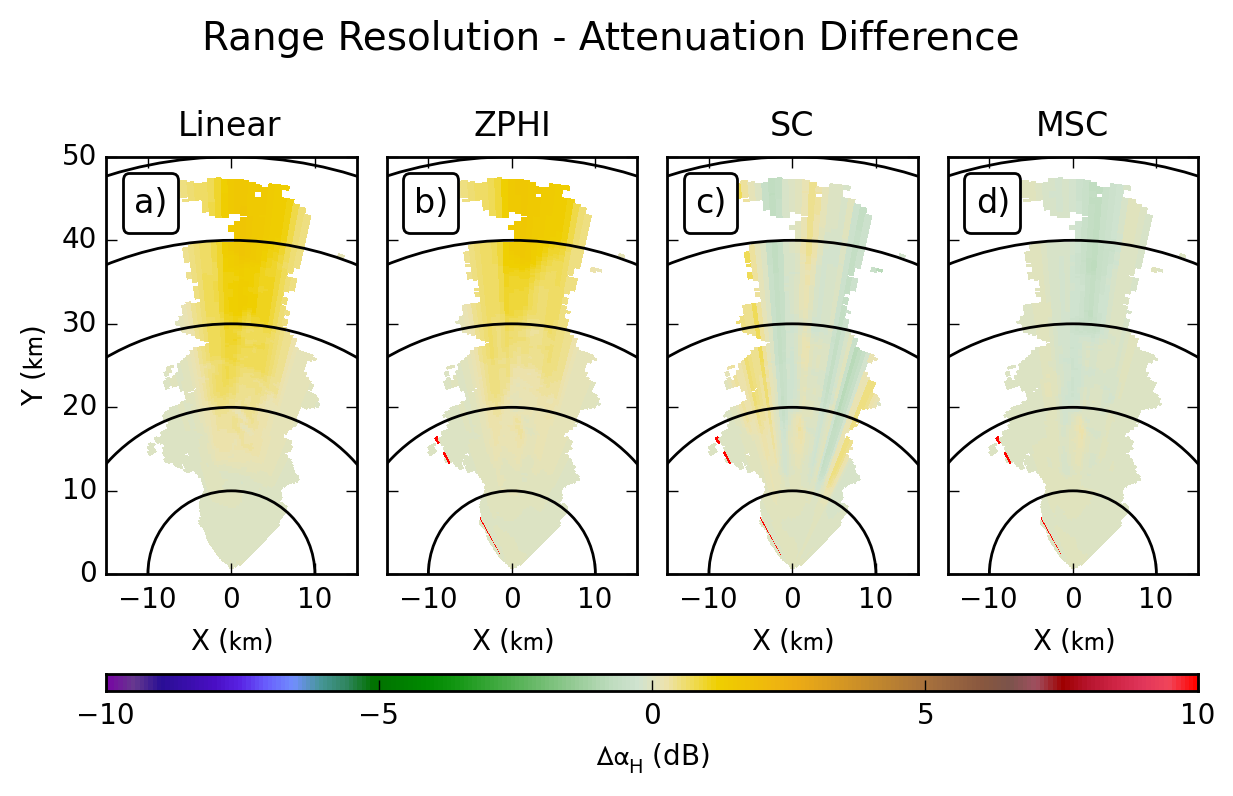 Range Resolution - Attenuation Difference
Linear ZPHI SC MSC
a) b) c) d)
50
40
30
20
10
0
Y (km)
−10 0 10 −10 0 10 −10 0 10 −10 0 10
X (km) X (km) X (km) X (km)
−10 −5 0 5 10
Δα_H (dB)